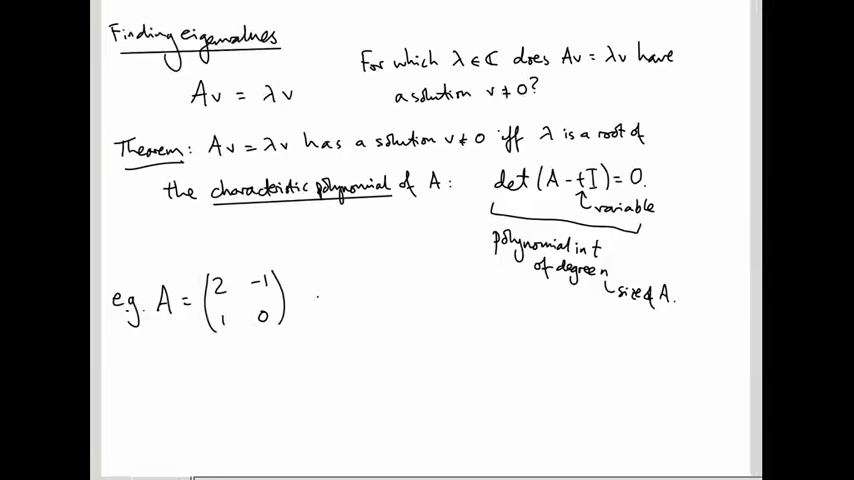 Finding eigenvalues
For which λ∈ℂ does Av = λv have
Av = λv
a solution v≠0?
Theorem: Av = λv has a solution v≠0 iff λ is a root of
the characteristic polynomial of A: det(A-tI)=0.
variable
polynomial in t
of degree n
size of A.
e.g. A = (2 -1
1 0)